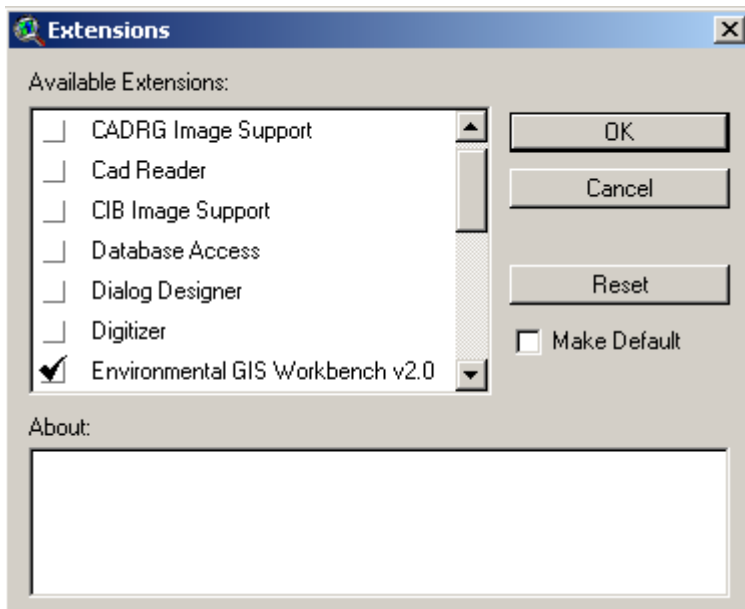 Extensions
Available Extensions:
CADRG Image Support
Cad Reader
CIB Image Support
Database Access
Dialog Designer
Digitizer
Environmental GIS Workbench v2.0
OK
Cancel
Reset
Make Default
About: